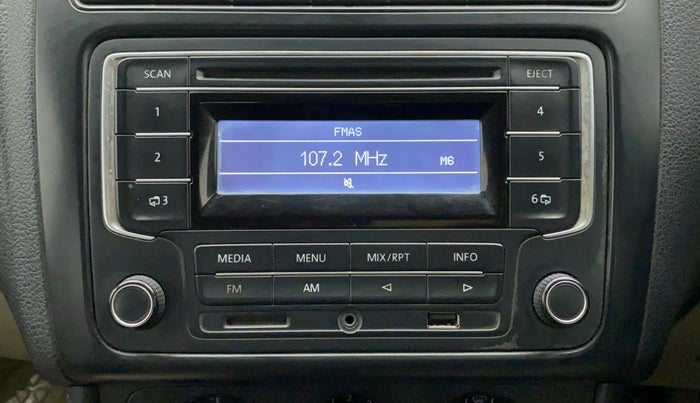 SCAN
EJECT
1
4
FMAS
107.2 MHz
M6
2
5
3
6
MEDIA
MENU
MIX/RPT
INFO
FM
AM